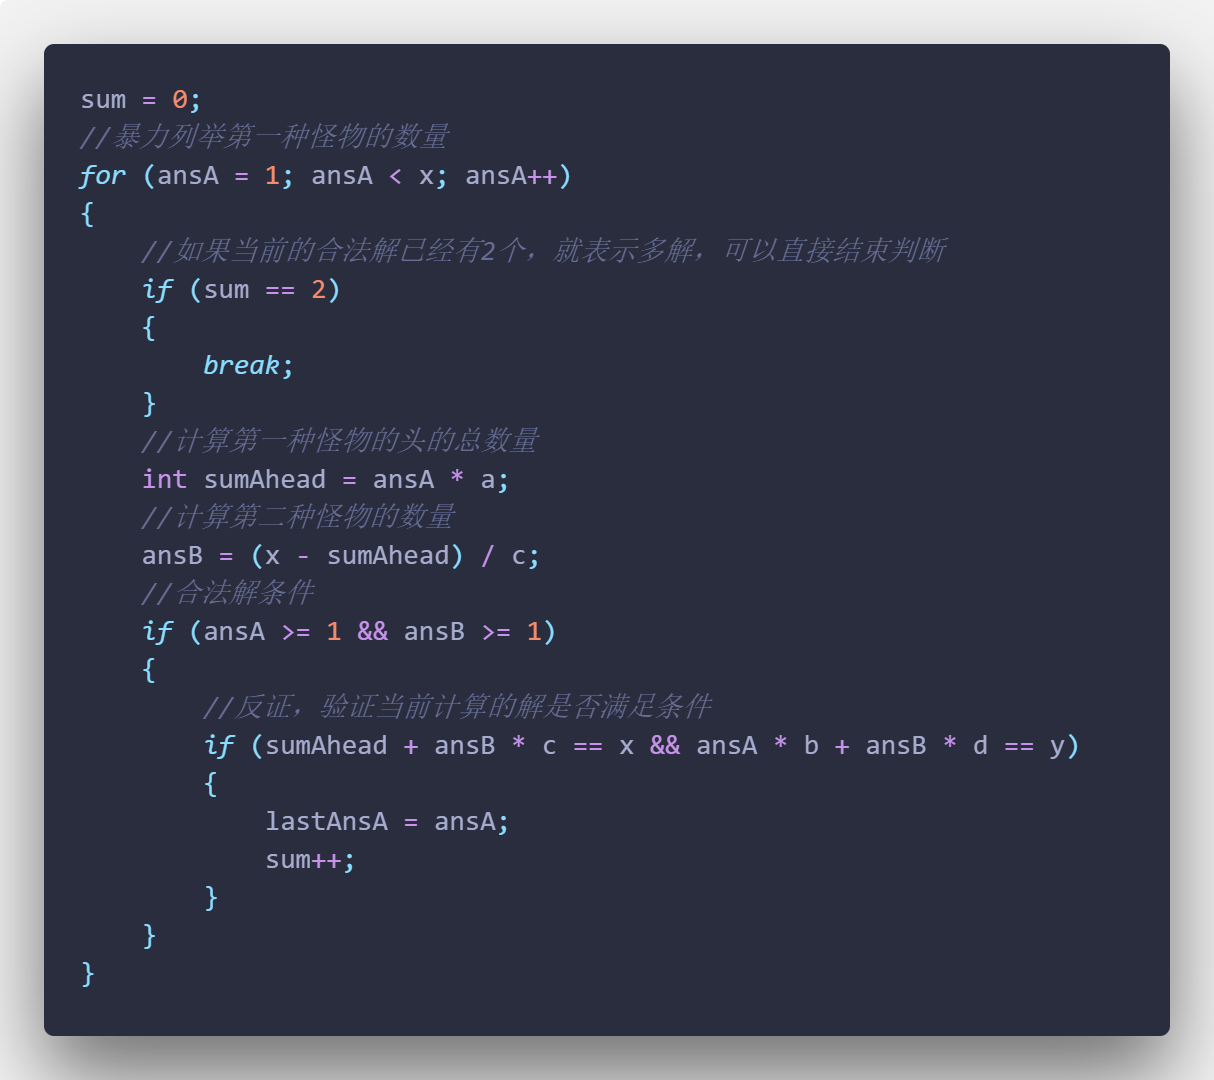 sum = 0;
//暴力列举第一种怪物的数量
for (ansA = 1; ansA < x; ansA++)
{
    //如果当前的合法解已经有2个，就表示多解，可以直接结束判断
    if (sum == 2)
    {
        break;
    }
    //计算第一种怪物的头的总数量
    int sumAhead = ansA * a;
    //计算第二种怪物的数量
    ansB = (x - sumAhead) / c;
    //合法解条件
    if (ansA >= 1 && ansB >= 1)
    {
        //反证，验证当前计算的解是否满足条件
        if (sumAhead + ansB * c == x && ansA * b + ansB * d == y)
        {
            lastAnsA = ansA;
            sum++;
        }
    }
}